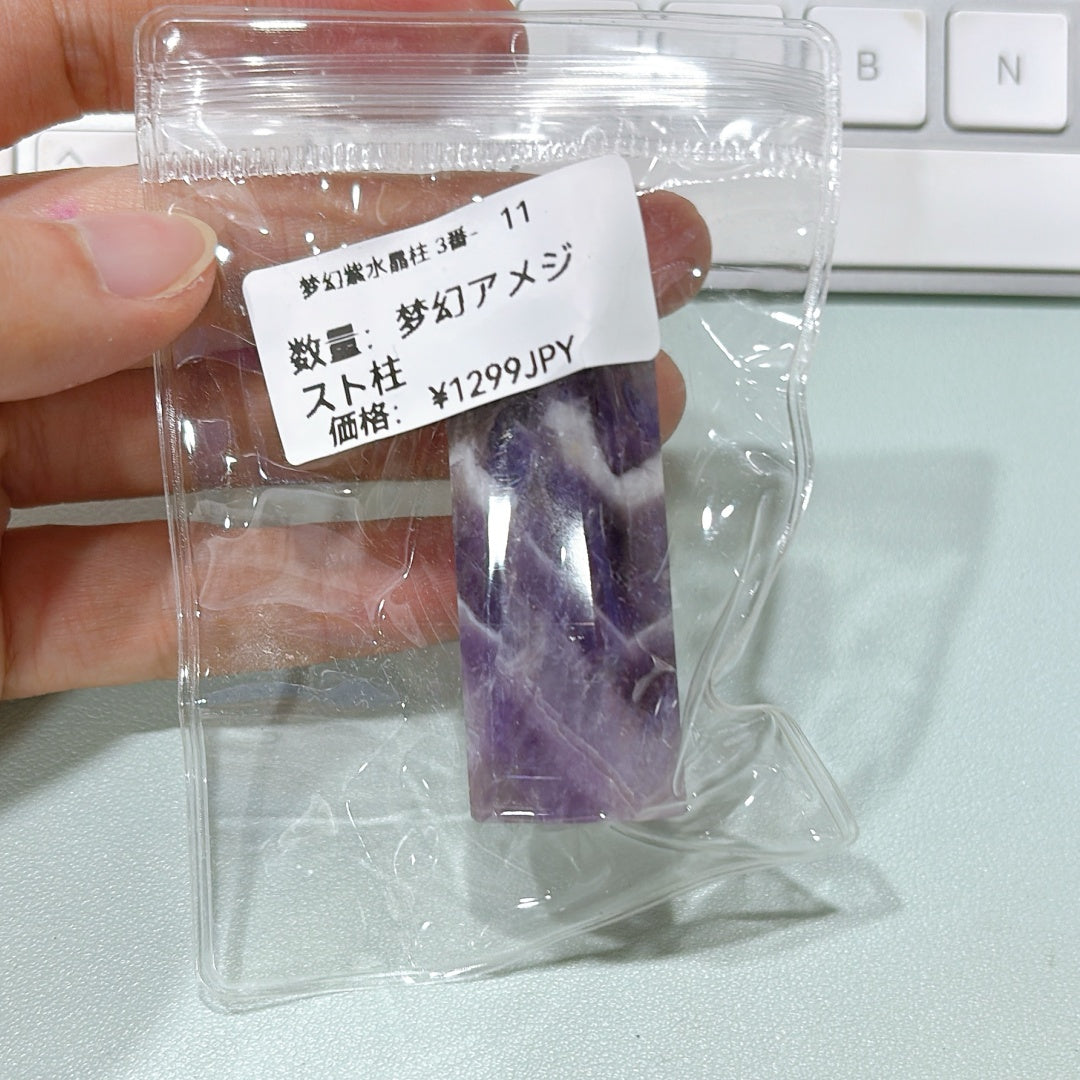 B
N
梦幻紫水晶柱 3番- 11
数量: 梦幻アメジ
スト柱
価格: ¥1299JPY